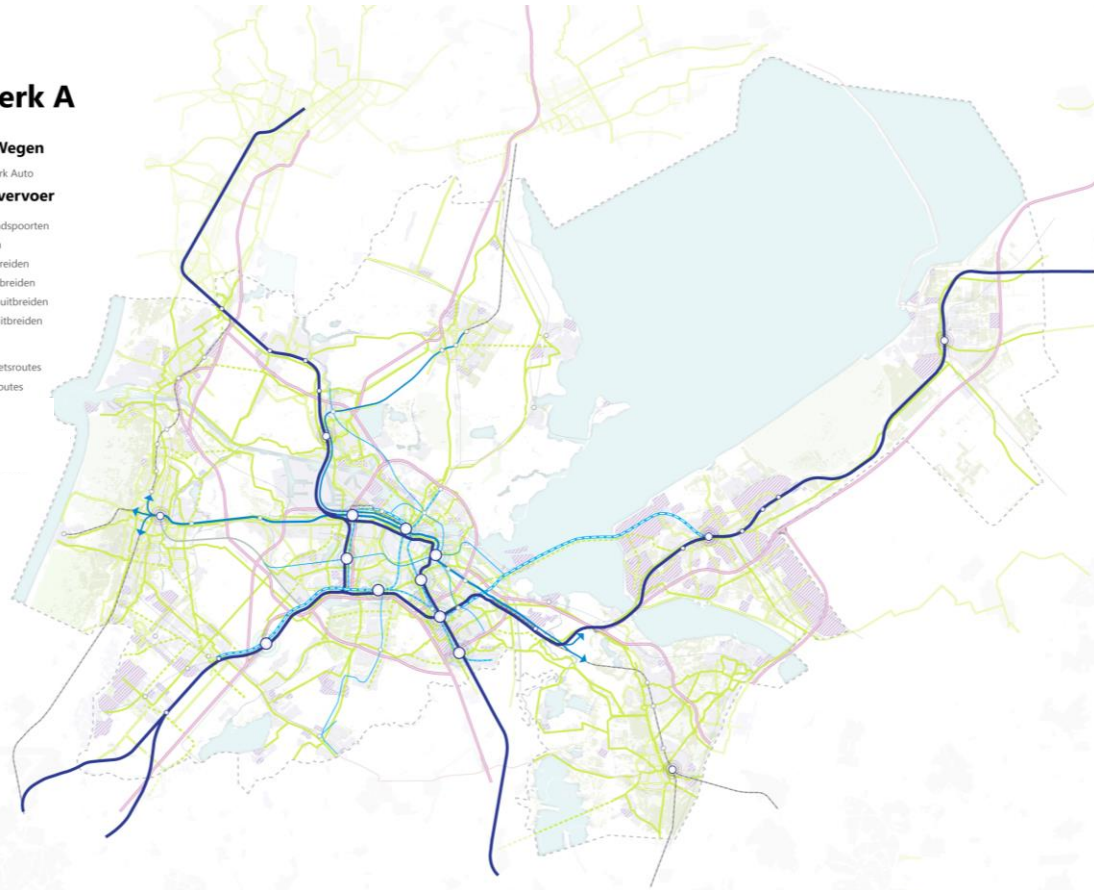 erk A
Wegen
rk Auto
vervoer
dspoorten
reiden
breiden
uitbreiden
itbreiden
etsroutes
outes